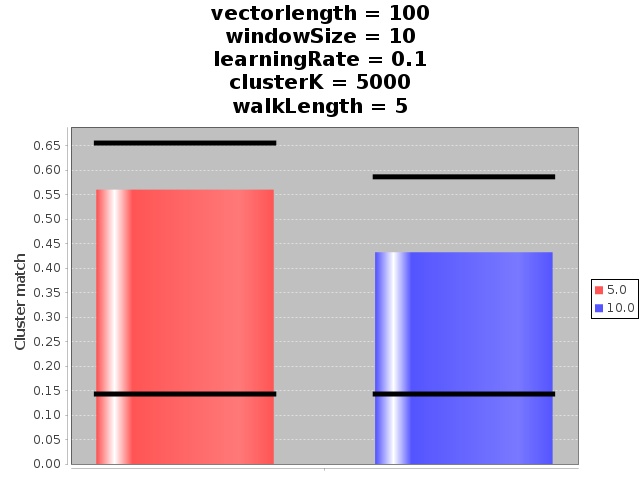 vectorlength = 100
windowSize = 10
learningRate = 0.1
clusterK = 5000
walkLength = 5
0.65
0.60
0.55
0.50
0.45
0.40
0.35
0.30
0.25
0.20
0.15
0.10
0.05
0.00
Cluster match
5.0
10.0